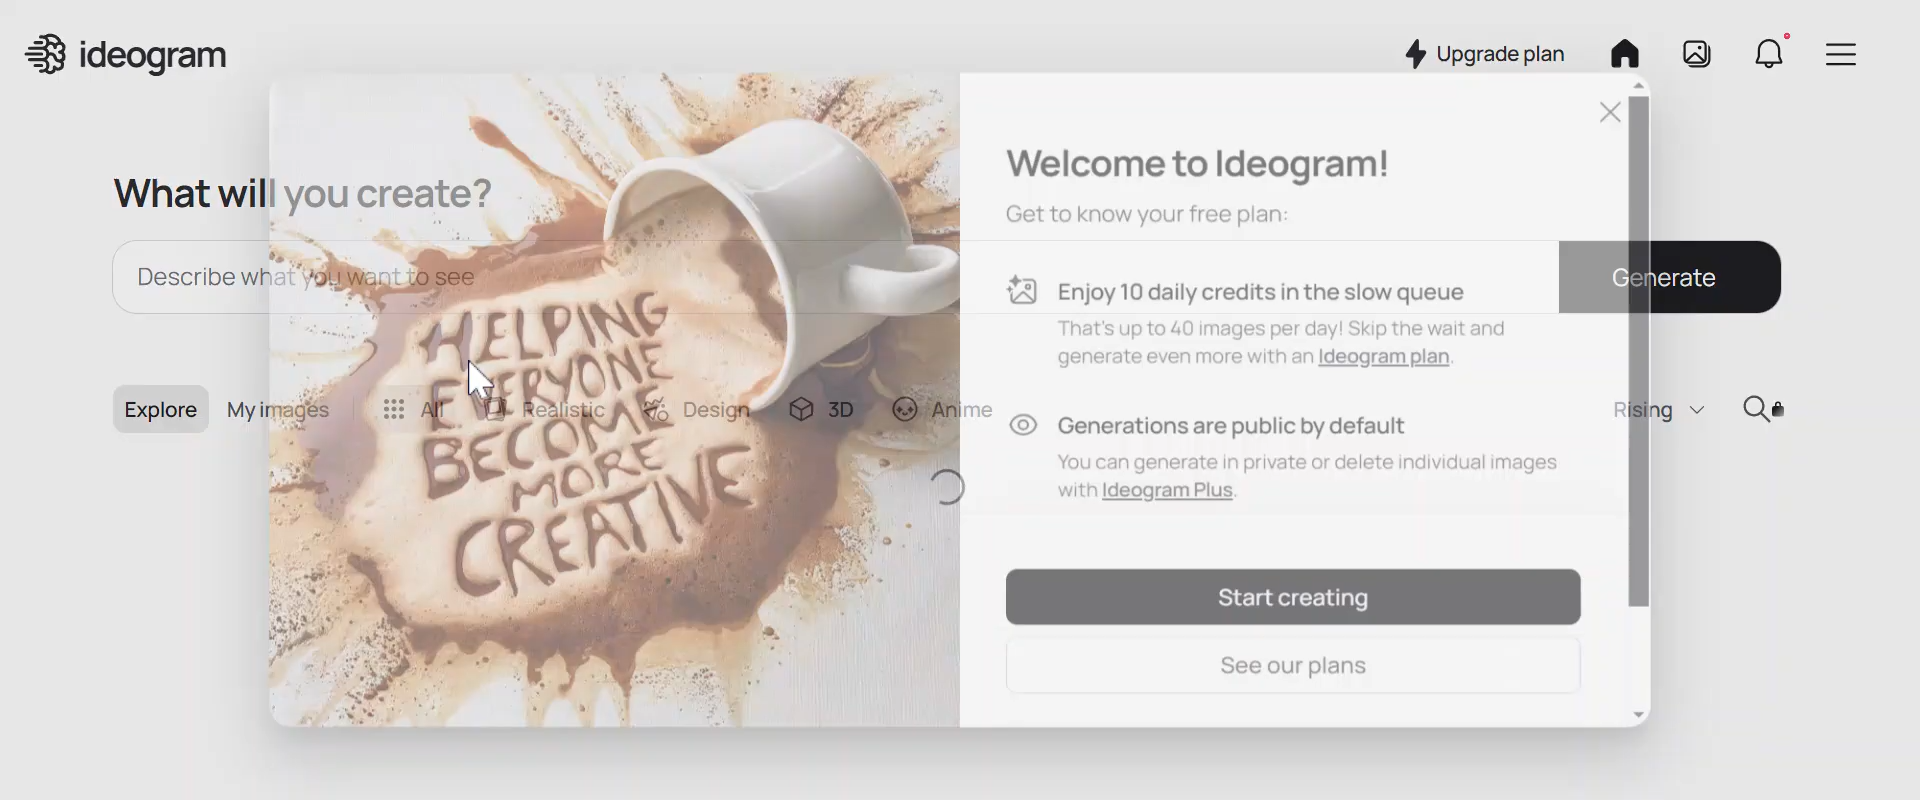 ideogram
Upgrade plan
What will you create?
Describe what you want to see
Generate
Explore
My images
All
Realistic
Design
3D
Anime
Rising
HELPING
EVERYONE
BECOME
MORE
CREATIVE
Welcome to Ideogram!
Get to know your free plan:
Enjoy 10 daily credits in the slow queue
That's up to 40 images per day! Skip the wait and
generate even more with an Ideogram plan.
Generations are public by default
You can generate in private or delete individual images
with Ideogram Plus.
Start creating
See our plans